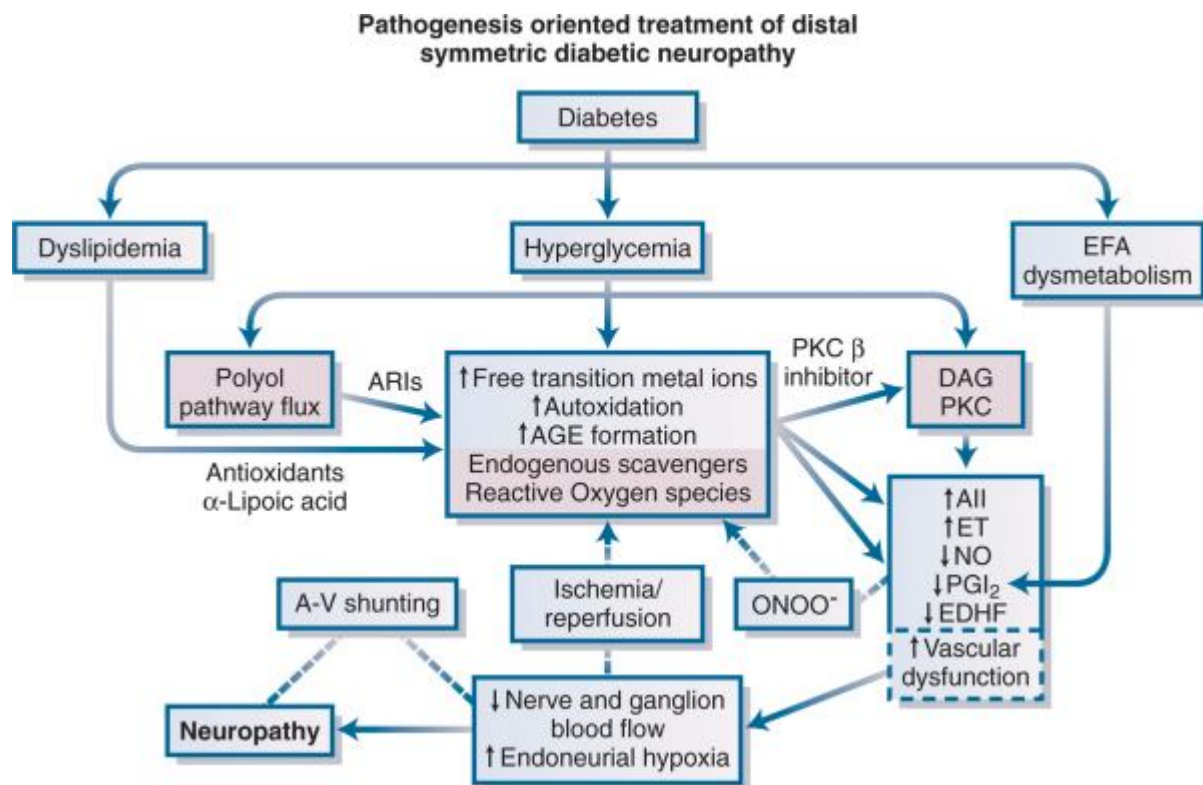 Pathogenesis oriented treatment of distal
symmetric diabetic neuropathy
Diabetes
Dyslipidemia
Hyperglycemia
EFA
dysmetabolism
Polyol
pathway flux
ARIs
↑Free transition metal ions
↑Autoxidation
↑AGE formation
Endogenous scavengers
Reactive Oxygen species
PKC β
inhibitor
DAG
PKC
Antioxidants
α-Lipoic acid
↑AII
↑ET
↓NO
↓PGI₂
↓EDHF
↑Vascular
dysfunction
A-V shunting
Ischemia/
reperfusion
ONOO⁻
Neuropathy
↓Nerve and ganglion
blood flow
↑Endoneurial hypoxia